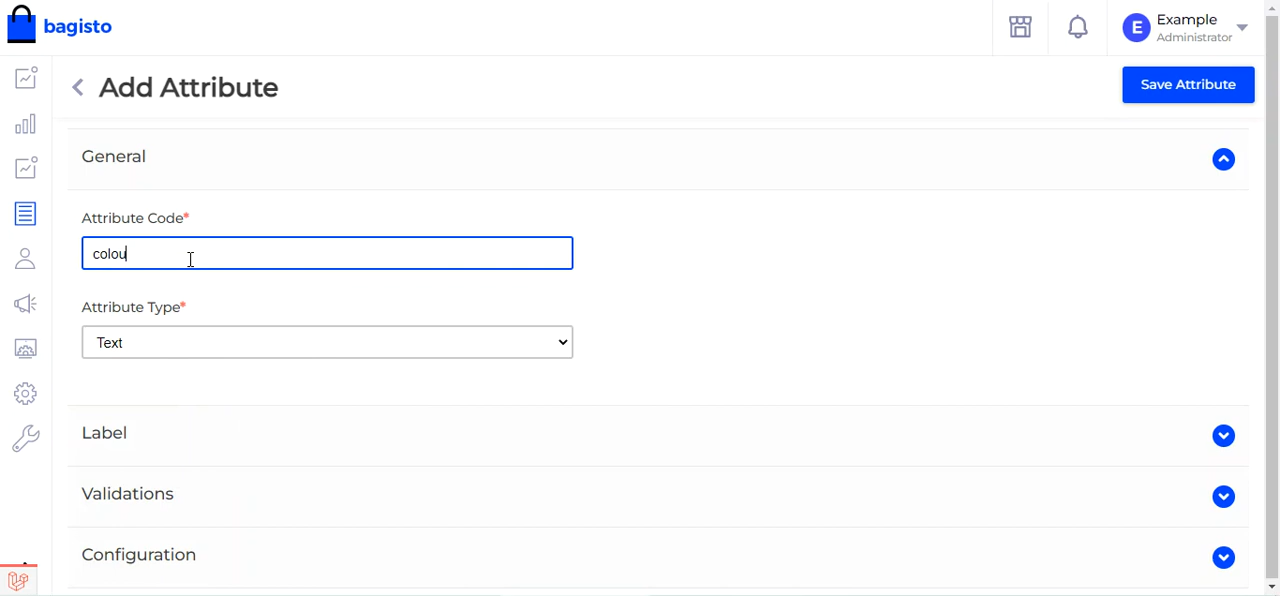 bagisto
E
Example
Administrator
Add Attribute
Save Attribute
General
Attribute Code*
colou
Attribute Type*
Text
Label
Validations
Configuration